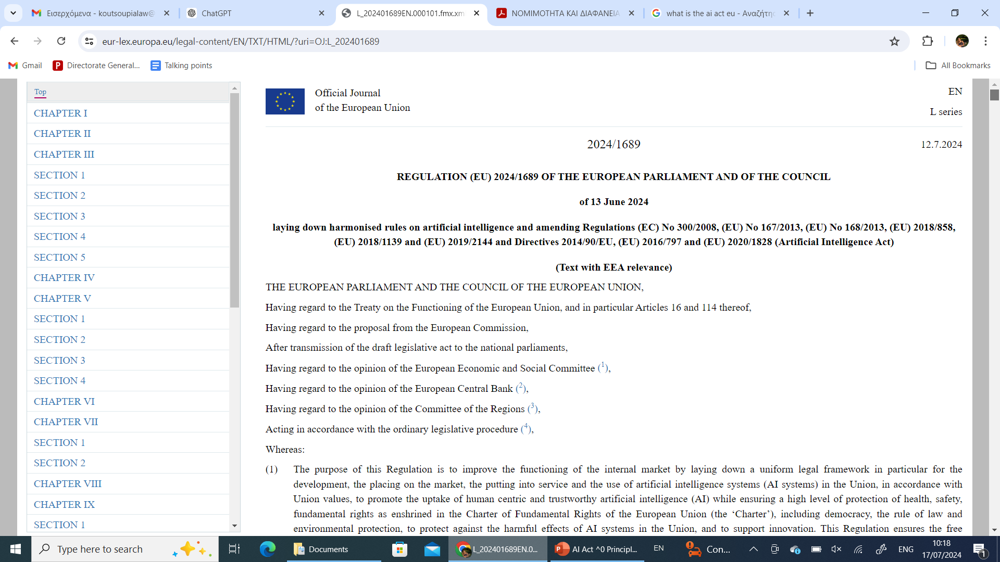 Εισερχόμενα - koutsoupialaw@
ChatGPT
L_202401689EN.000101.fmx.xm
ΝΟΜΙΜΟΤΗΤΑ ΚΑΙ ΔΙΑΦΑΝΕΙΑ
what is the ai act eu - Αναζήτησ
eur-lex.europa.eu/legal-content/EN/TXT/HTML/?uri=OJ:L_202401689
Gmail
Directorate General...
Talking points
All Bookmarks
Top
CHAPTER I
CHAPTER II
CHAPTER III
SECTION 1
SECTION 2
SECTION 3
SECTION 4
SECTION 5
CHAPTER IV
CHAPTER V
SECTION 1
SECTION 2
SECTION 3
SECTION 4
CHAPTER VI
CHAPTER VII
SECTION 1
SECTION 2
CHAPTER VIII
CHAPTER IX
SECTION 1
Official Journal
of the European Union
EN
L series
2024/1689
12.7.2024
REGULATION (EU) 2024/1689 OF THE EUROPEAN PARLIAMENT AND OF THE COUNCIL
of 13 June 2024
laying down harmonised rules on artificial intelligence and amending Regulations (EC) No 300/2008, (EU) No 167/2013, (EU) No 168/2013, (EU) 2018/858,
(EU) 2018/1139 and (EU) 2019/2144 and Directives 2014/90/EU, (EU) 2016/797 and (EU) 2020/1828 (Artificial Intelligence Act)
(Text with EEA relevance)
THE EUROPEAN PARLIAMENT AND THE COUNCIL OF THE EUROPEAN UNION,
Having regard to the Treaty on the Functioning of the European Union, and in particular Articles 16 and 114 thereof,
Having regard to the proposal from the European Commission,
After transmission of the draft legislative act to the national parliaments,
Having regard to the opinion of the European Economic and Social Committee (1),
Having regard to the opinion of the European Central Bank (2),
Having regard to the opinion of the Committee of the Regions (3),
Acting in accordance with the ordinary legislative procedure (4),
Whereas:
(1) The purpose of this Regulation is to improve the functioning of the internal market by laying down a uniform legal framework in particular for the
development, the placing on the market, the putting into service and the use of artificial intelligence systems (AI systems) in the Union, in accordance with
Union values, to promote the uptake of human centric and trustworthy artificial intelligence (AI) while ensuring a high level of protection of health, safety,
fundamental rights as enshrined in the Charter of Fundamental Rights of the European Union (the ‘Charter’), including democracy, the rule of law and
environmental protection, to protect against the harmful effects of AI systems in the Union, and to support innovation. This Regulation ensures the free
Type here to search
Documents
L_202401689EN.0...
AI Act ^0 Principl...
EN
Con...
ENG
10:18
17/07/2024
1